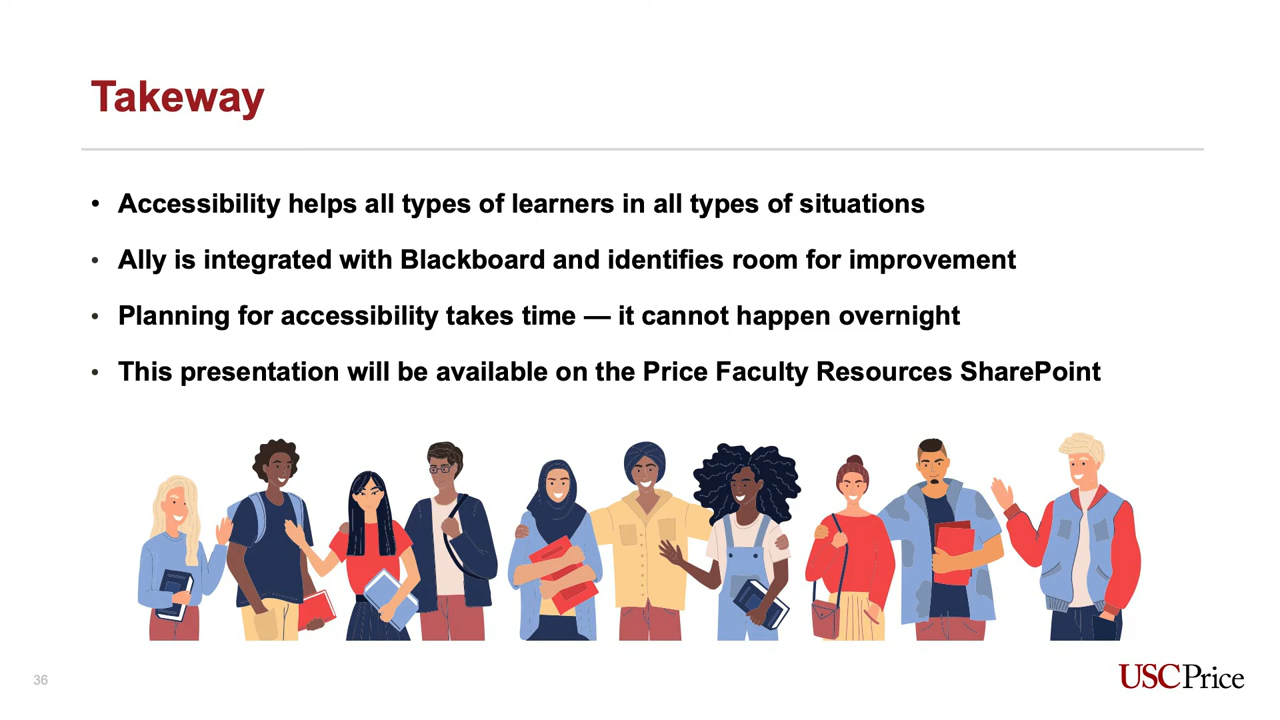 Takeway
• Accessibility helps all types of learners in all types of situations
• Ally is integrated with Blackboard and identifies room for improvement
• Planning for accessibility takes time — it cannot happen overnight
• This presentation will be available on the Price Faculty Resources SharePoint
36
USC Price